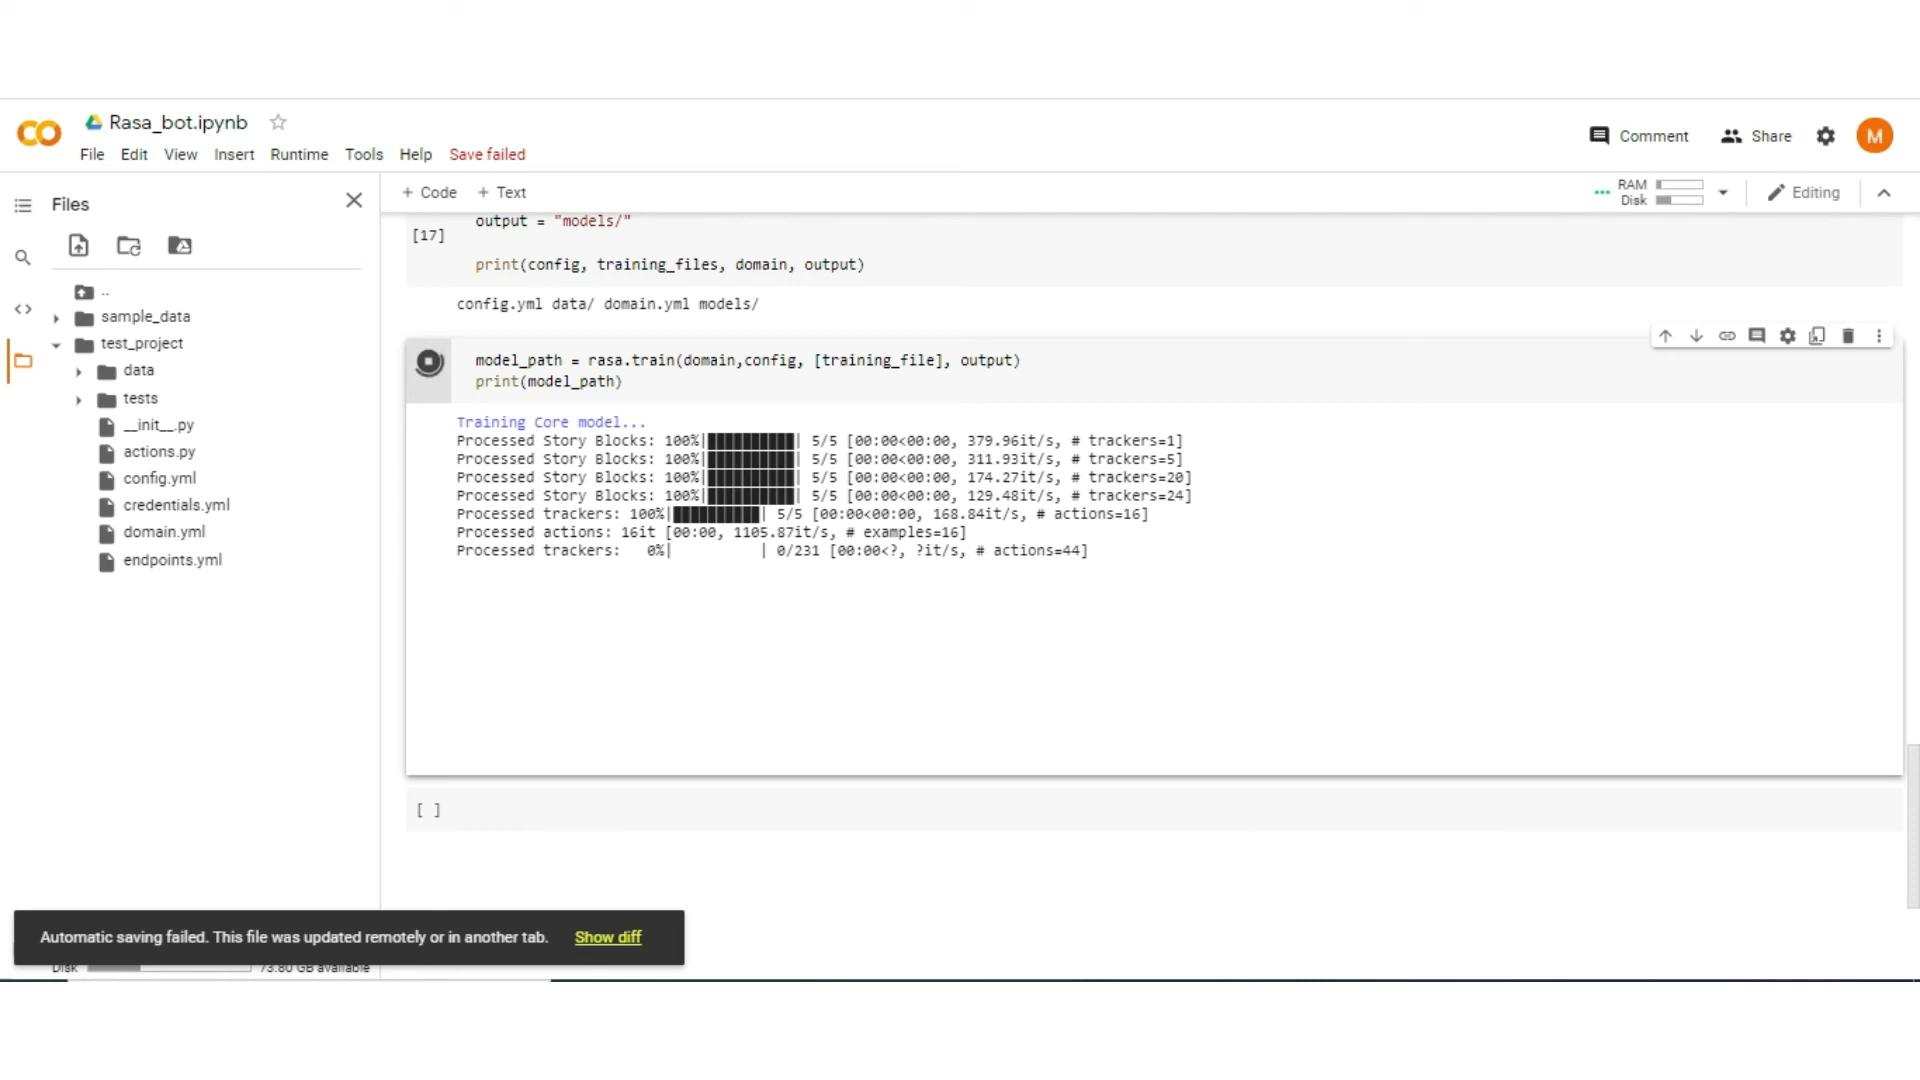 Rasa_bot.ipynb
File Edit View Insert Runtime Tools Help Save failed
Comment Share M
Files
+ Code + Text
RAM
Disk
Editing
..
sample_data
test_project
data
tests
__init__.py
actions.py
config.yml
credentials.yml
domain.yml
endpoints.yml
output = "models/"
[17]
print(config, training_files, domain, output)
config.yml data/ domain.yml models/
model_path = rasa.train(domain,config, [training_file], output)
print(model_path)
Training Core model...
Processed Story Blocks: 100%|██████████| 5/5 [00:00<00:00, 379.96it/s, # trackers=1]
Processed Story Blocks: 100%|██████████| 5/5 [00:00<00:00, 311.93it/s, # trackers=5]
Processed Story Blocks: 100%|██████████| 5/5 [00:00<00:00, 174.27it/s, # trackers=20]
Processed Story Blocks: 100%|██████████| 5/5 [00:00<00:00, 129.48it/s, # trackers=24]
Processed trackers: 100%|██████████| 5/5 [00:00<00:00, 168.84it/s, # actions=16]
Processed actions: 16it [00:00, 1105.87it/s, # examples=16]
Processed trackers:   0%|          | 0/231 [00:00<?, ?it/s, # actions=44]
[ ]
Automatic saving failed. This file was updated remotely or in another tab. Show diff
Disk 73.80 GB available